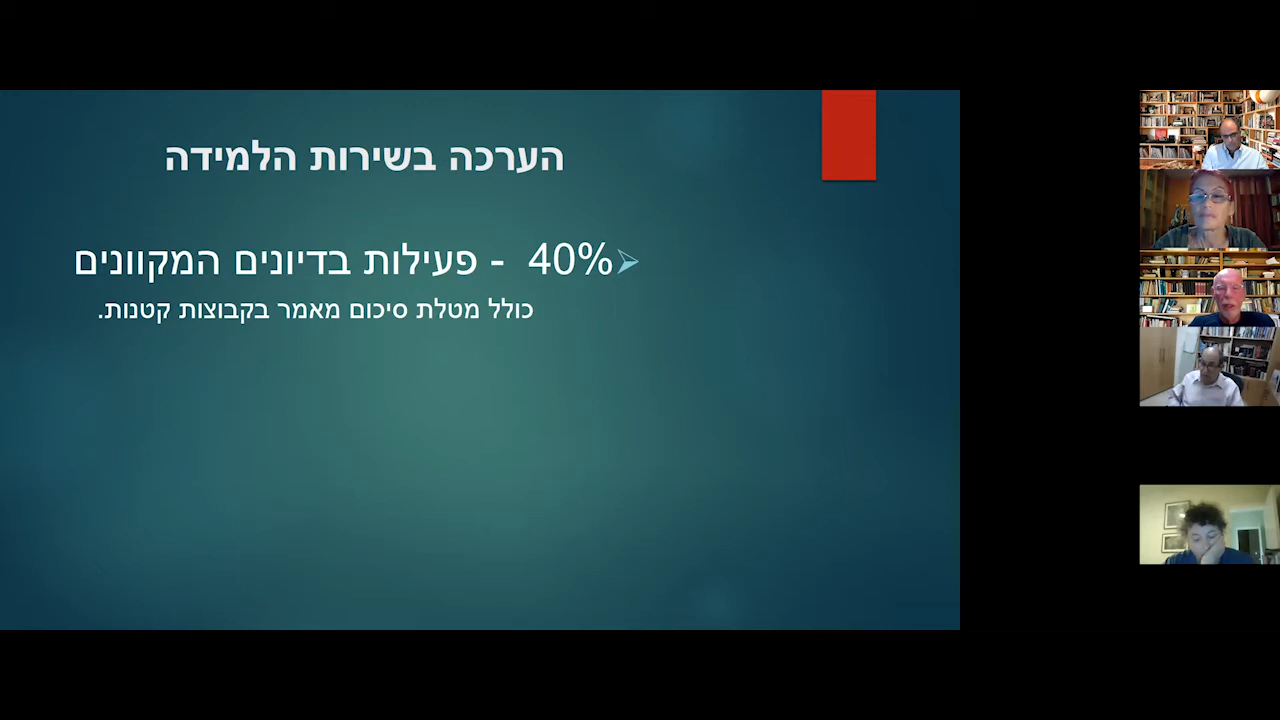 הערכה בשירות הלמידה
40% - פעילות בדיונים המקוונים
כולל מטלת סיכום מאמר בקבוצות קטנות.